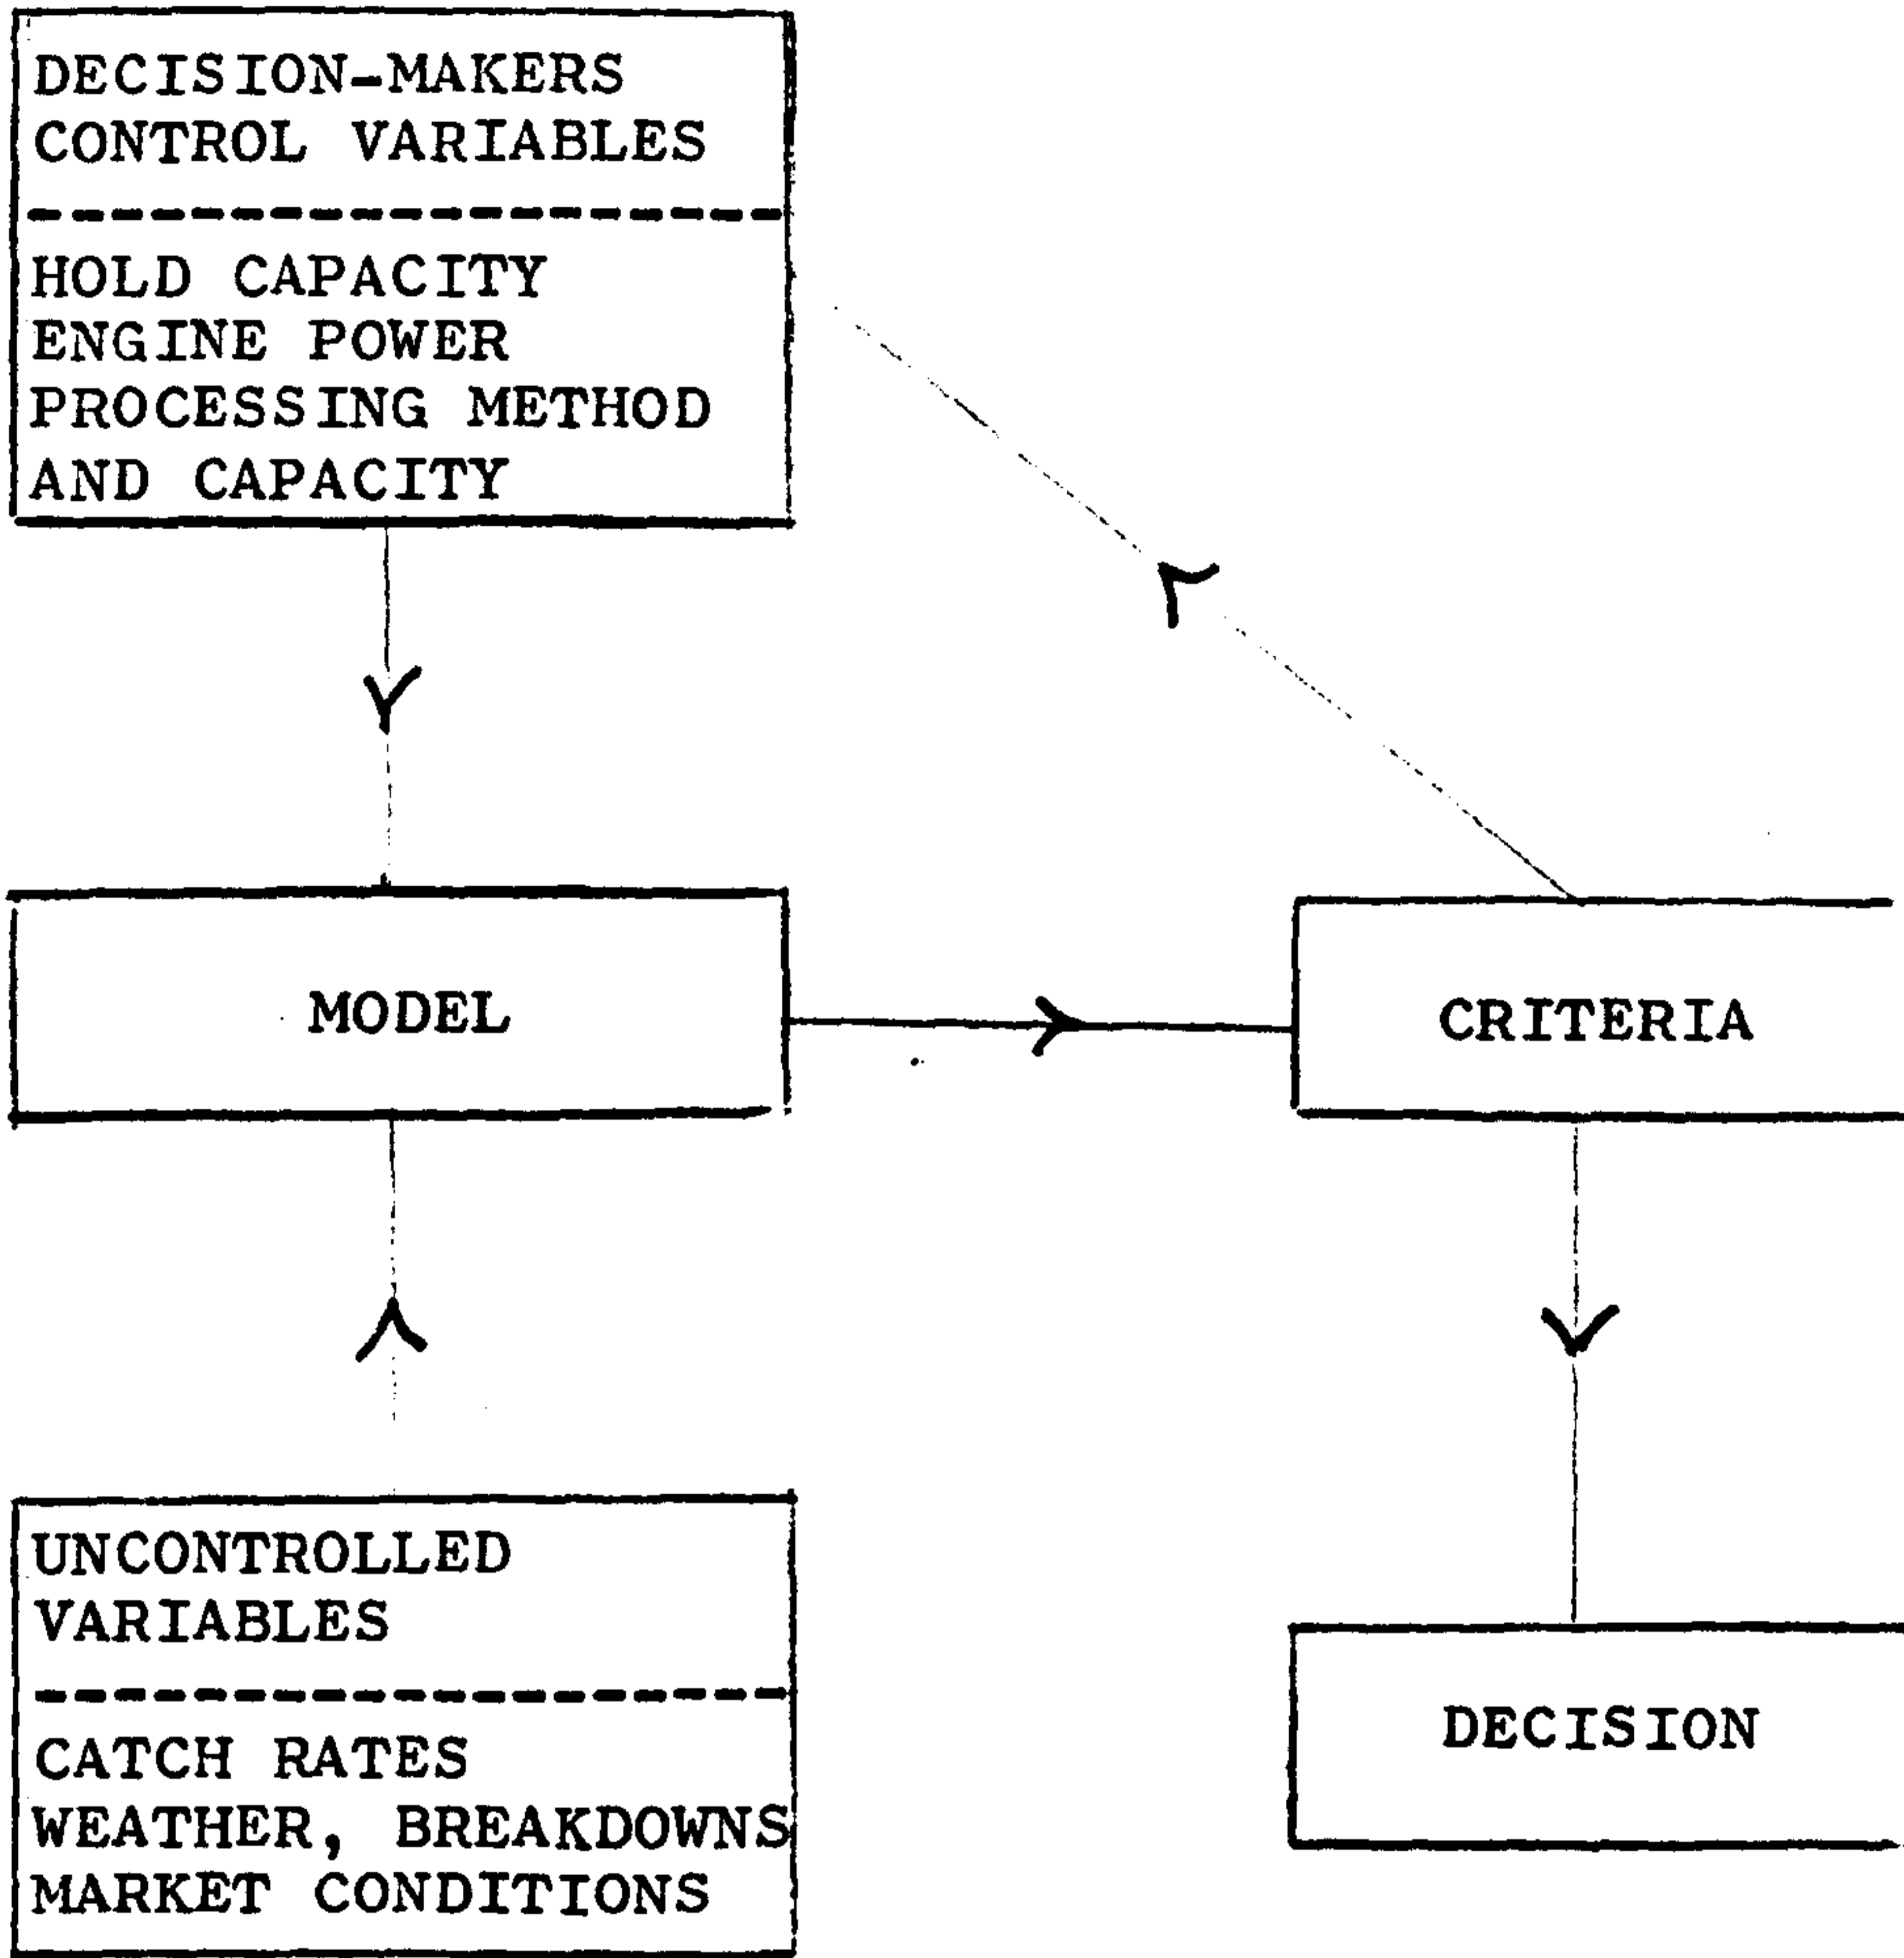 DECISION-MAKERS
CONTROL VARIABLES
HOLD CAPACITY
ENGINE POWER
PROCESSING METHOD
AND CAPACITY
MODEL
CRITERIA
UNCONTROLLED
VARIABLES
CATCH RATES
WEATHER, BREAKDOWNS
MARKET CONDITIONS
DECISION